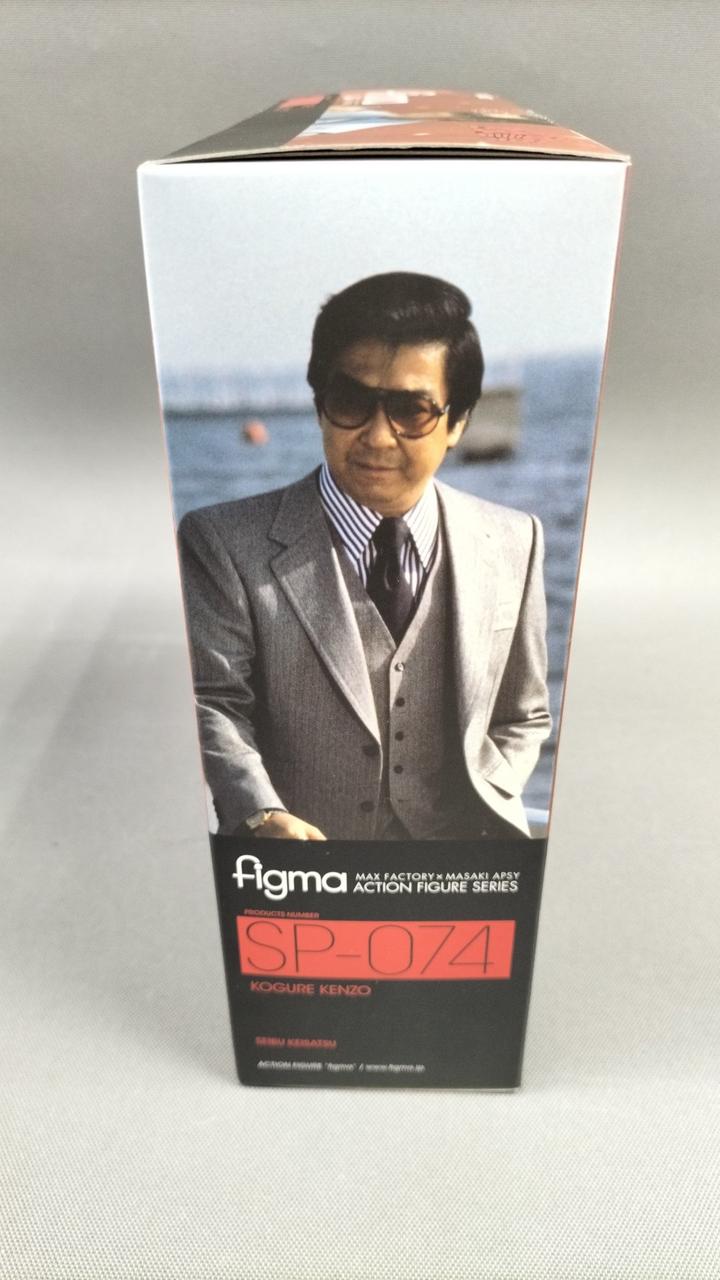 figma
MAX FACTORY × MASAKI APSY
ACTION FIGURE SERIES
PRODUCTS NUMBER
SP-074
KOGURE KENZO
SEIBU KEISATSU
ACTION FIGURE "figma" / www.figma.jp